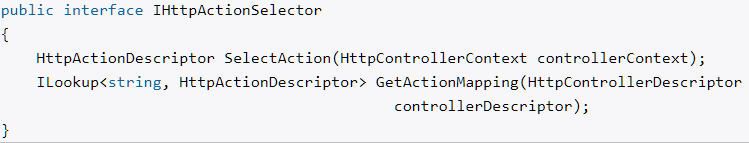 public interface IHttpActionSelector
{
    HttpActionDescriptor SelectAction(HttpControllerContext controllerContext);
    ILookup<string, HttpActionDescriptor> GetActionMapping(HttpControllerDescriptor
                                            controllerDescriptor);
}